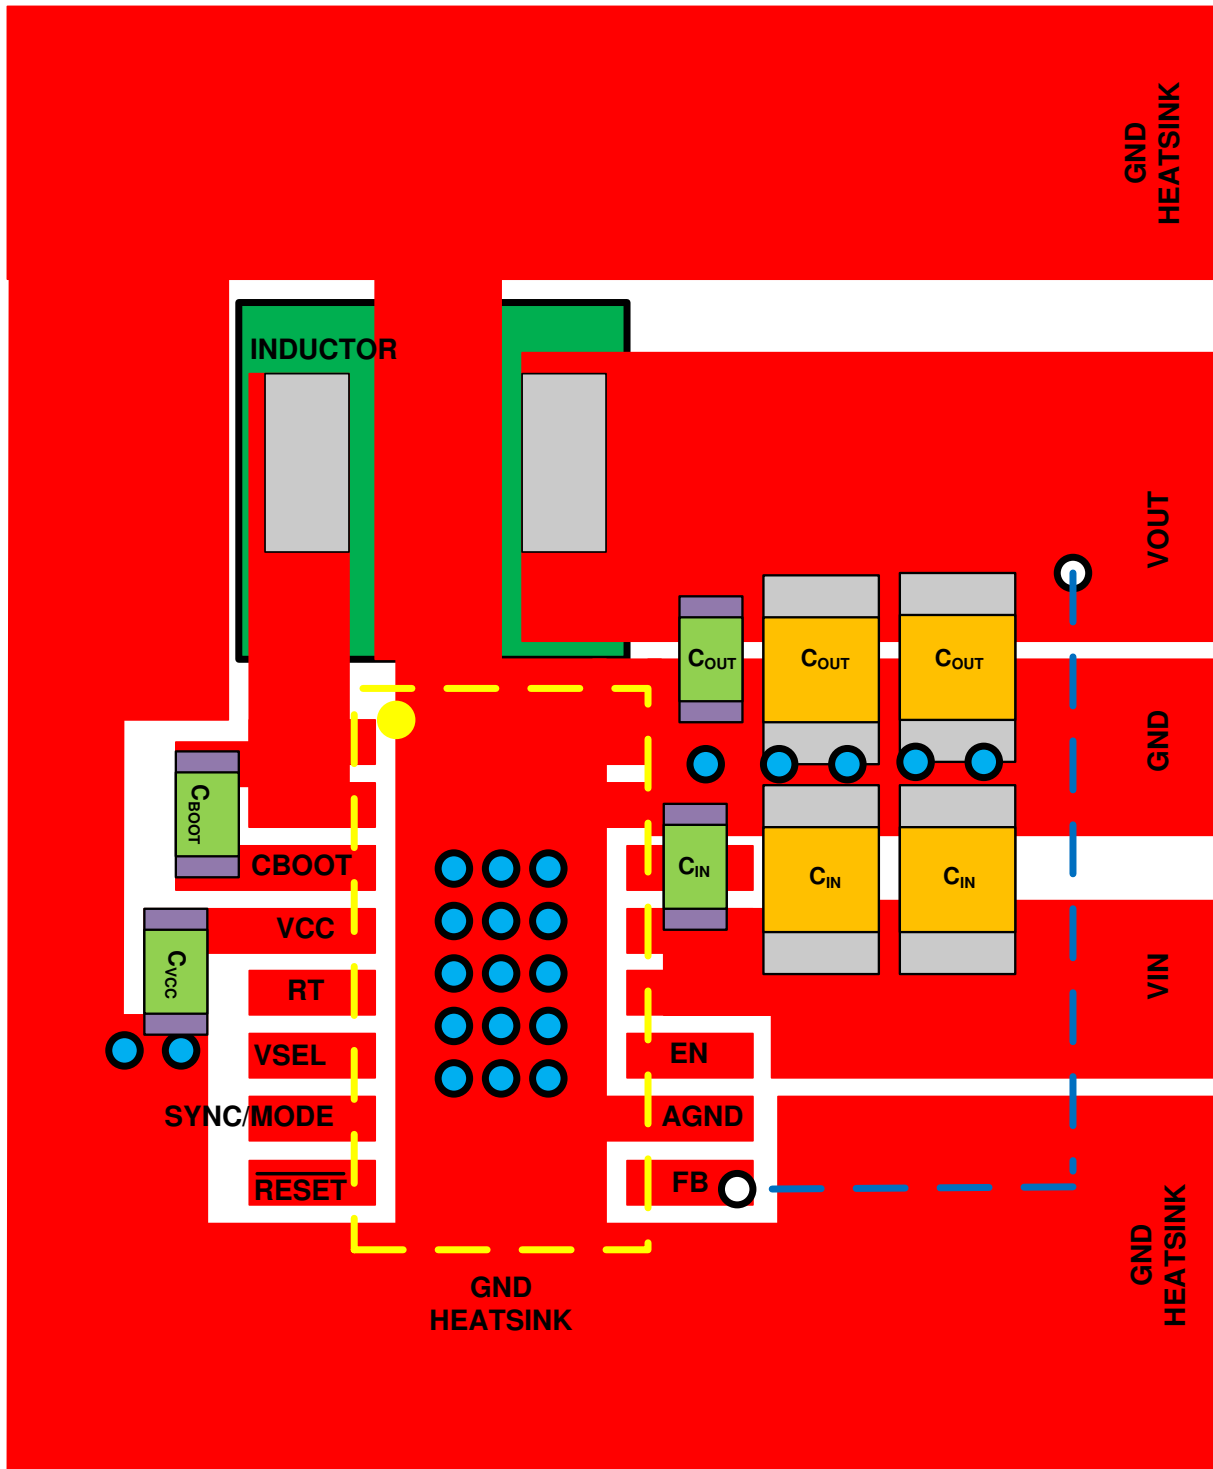 GND
HEATSINK
INDUCTOR
VOUT
COUT
COUT
COUT
GND
CBOOT
CBOOT
CIN
CIN
CIN
VCC
CVCC
VIN
RT
EN
VSEL
AGND
SYNC/MODE
FB
RESET
GND
HEATSINK
GND
HEATSINK